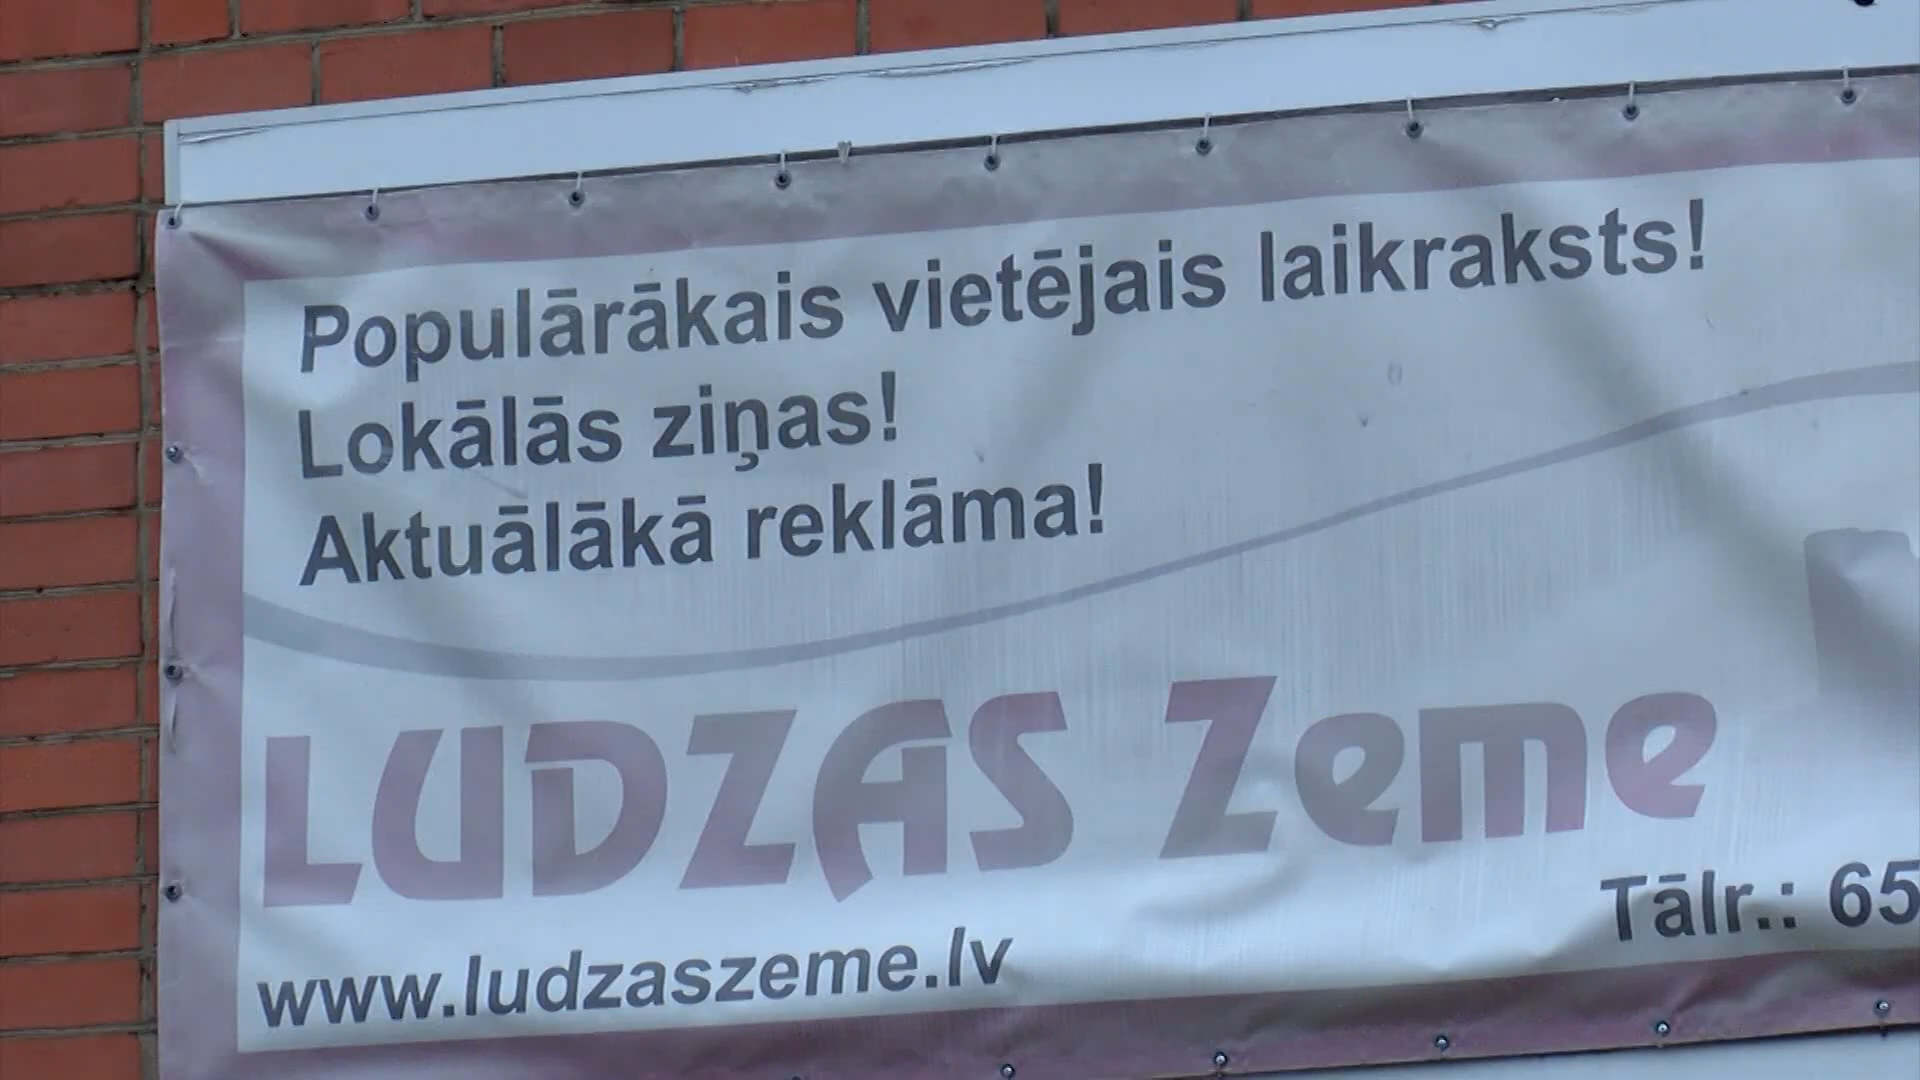 Populārākais vietējais laikraksts!
Lokālās ziņas!
Aktuālākā reklāma!
LUDZAS Zeme
Tālr.: 65
www.ludzaszeme.lv